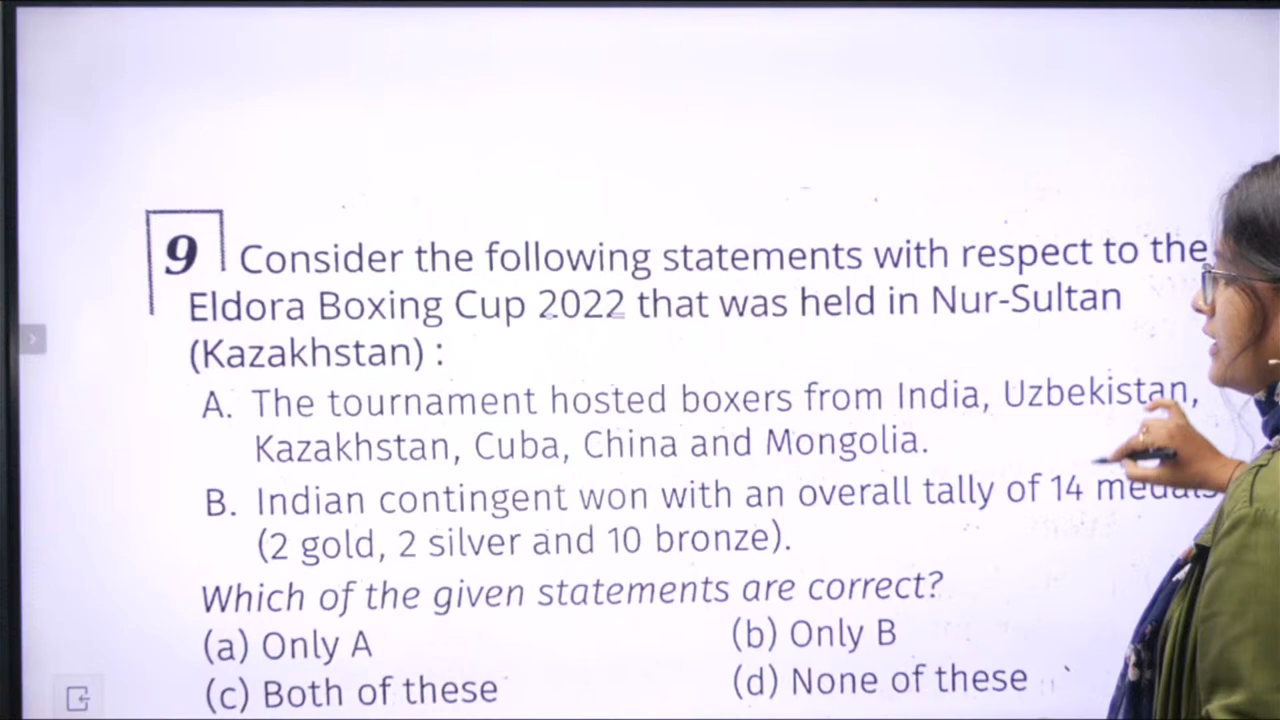 9 Consider the following statements with respect to the
Eldora Boxing Cup 2022 that was held in Nur-Sultan
(Kazakhstan) :
A. The tournament hosted boxers from India, Uzbekistan,
Kazakhstan, Cuba, China and Mongolia.
B. Indian contingent won with an overall tally of 14 medals
(2 gold, 2 silver and 10 bronze).
Which of the given statements are correct?
(a) Only A
(b) Only B
(c) Both of these
(d) None of these